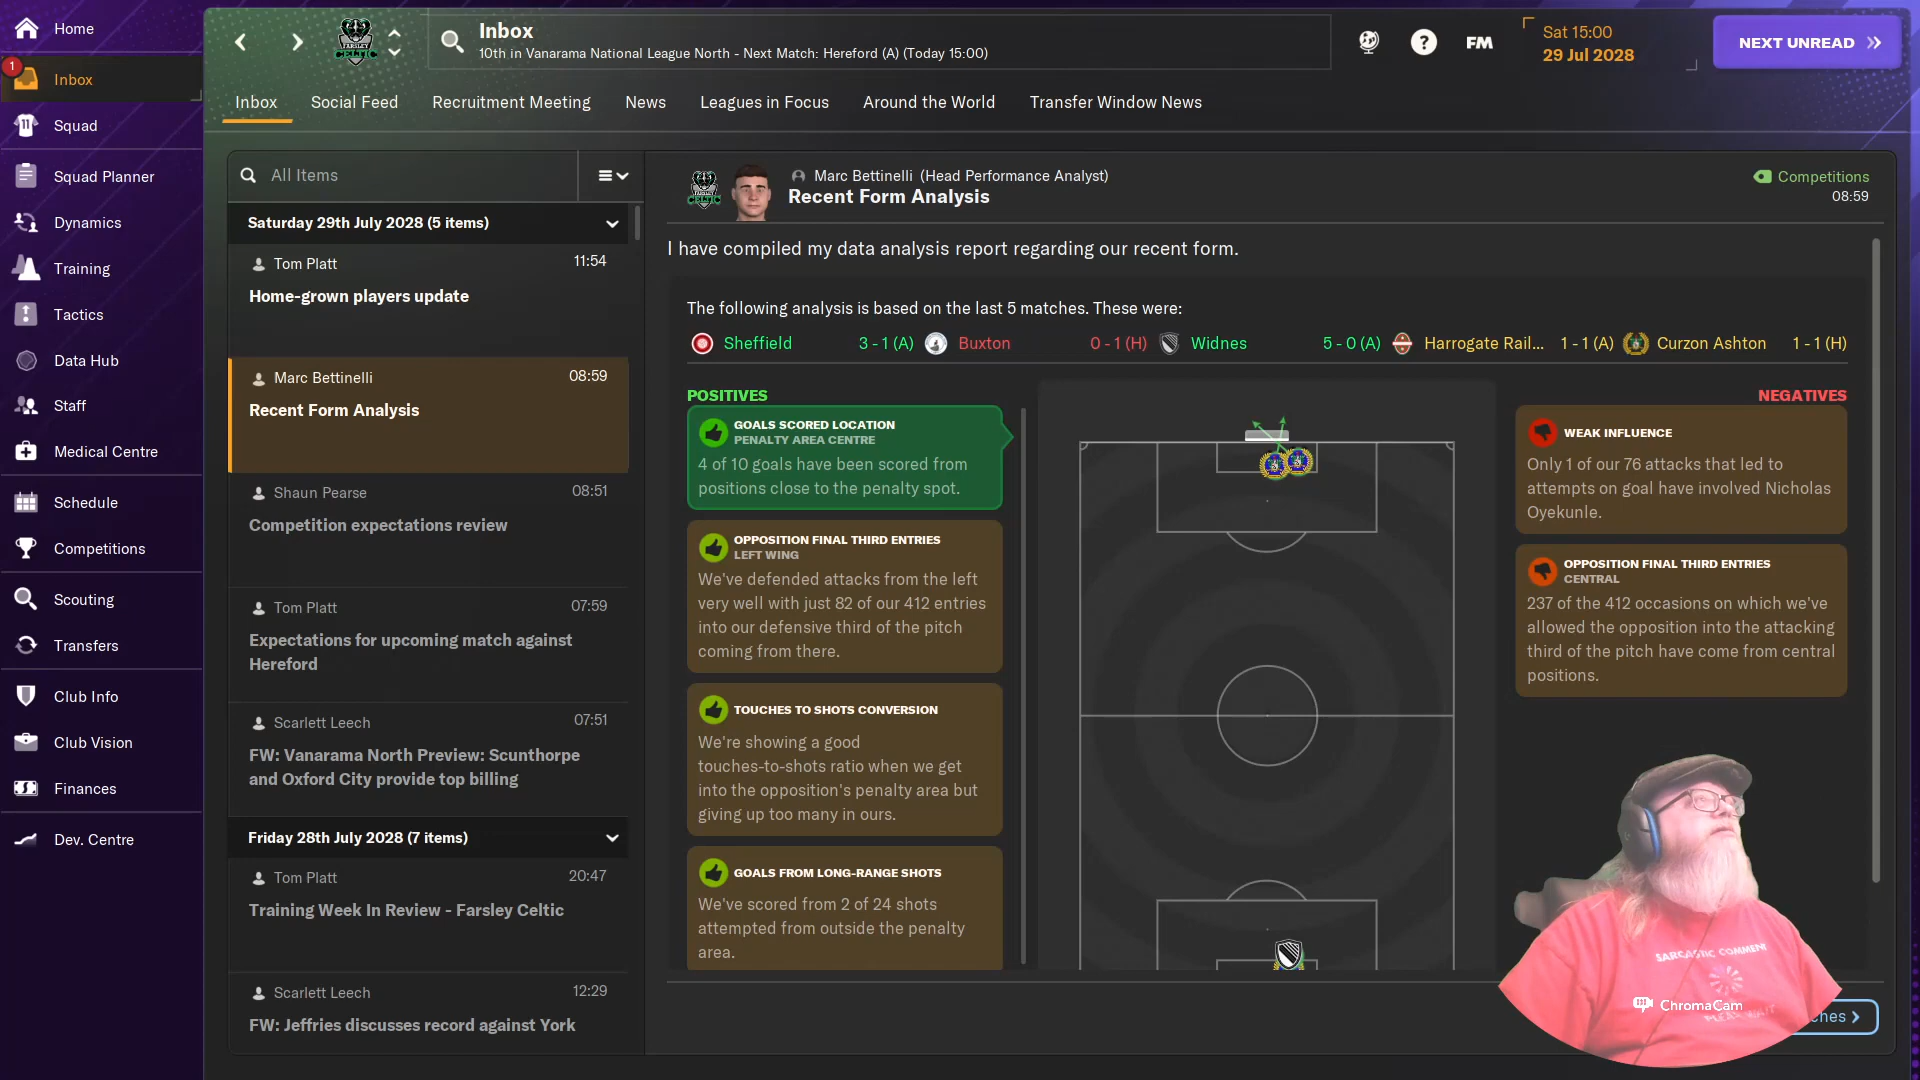 Home
1
Inbox
Squad
Squad Planner
Dynamics
Training
Tactics
Data Hub
Staff
Medical Centre
Schedule
Competitions
Scouting
Transfers
Club Info
Club Vision
Finances
Dev. Centre
Inbox
10th in Vanarama National League North - Next Match: Hereford (A) (Today 15:00)
FM
Sat 15:00
29 Jul 2028
NEXT UNREAD
Inbox
Social Feed
Recruitment Meeting
News
Leagues in Focus
Around the World
Transfer Window News
All Items
Saturday 29th July 2028 (5 items)
Tom Platt 11:54
Home-grown players update
Marc Bettinelli 08:59
Recent Form Analysis
Shaun Pearse 08:51
Competition expectations review
Tom Platt 07:59
Expectations for upcoming match against
Hereford
Scarlett Leech 07:51
FW: Vanarama North Preview: Scunthorpe
and Oxford City provide top billing
Friday 28th July 2028 (7 items)
Tom Platt 20:47
Training Week In Review - Farsley Celtic
Scarlett Leech 12:29
FW: Jeffries discusses record against York
Marc Bettinelli (Head Performance Analyst)
Recent Form Analysis
Competitions
08:59
I have compiled my data analysis report regarding our recent form.
The following analysis is based on the last 5 matches. These were:
Sheffield 3 - 1 (A) Buxton 0 - 1 (H) Widnes 5 - 0 (A) Harrogate Rail... 1 - 1 (A) Curzon Ashton 1 - 1 (H)
POSITIVES
GOALS SCORED LOCATION
PENALTY AREA CENTRE
4 of 10 goals have been scored from
positions close to the penalty spot.
OPPOSITION FINAL THIRD ENTRIES
LEFT WING
We've defended attacks from the left
very well with just 82 of our 412 entries
into our defensive third of the pitch
coming from there.
TOUCHES TO SHOTS CONVERSION
We're showing a good
touches-to-shots ratio when we get
into the opposition's penalty area but
giving up too many in ours.
GOALS FROM LONG-RANGE SHOTS
We've scored from 2 of 24 shots
attempted from outside the penalty
area.
NEGATIVES
WEAK INFLUENCE
Only 1 of our 76 attacks that led to
attempts on goal have involved Nicholas
Oyekunle.
OPPOSITION FINAL THIRD ENTRIES
CENTRAL
237 of the 412 occasions on which we've
allowed the opposition into the attacking
third of the pitch have come from central
positions.
SARCASTIC COMMENT
ChromaCam
PLEASE WAIT
ches